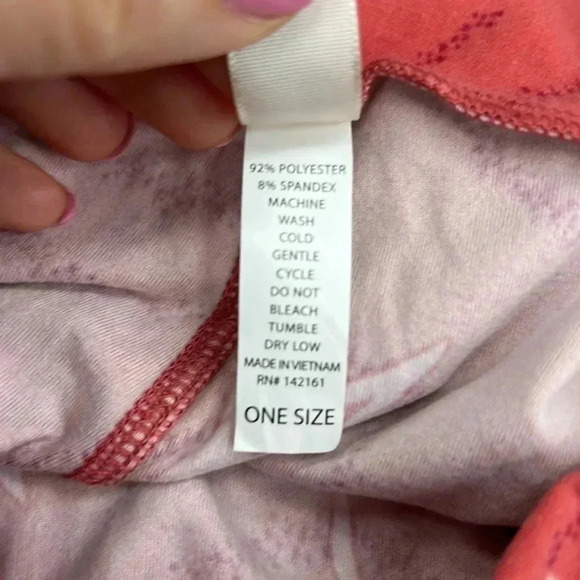 92% POLYESTER
8% SPANDEX
MACHINE
WASH
COLD
GENTLE
CYCLE
DO NOT
BLEACH
TUMBLE
DRY LOW
MADE IN VIETNAM
RN# 142161
ONE SIZE